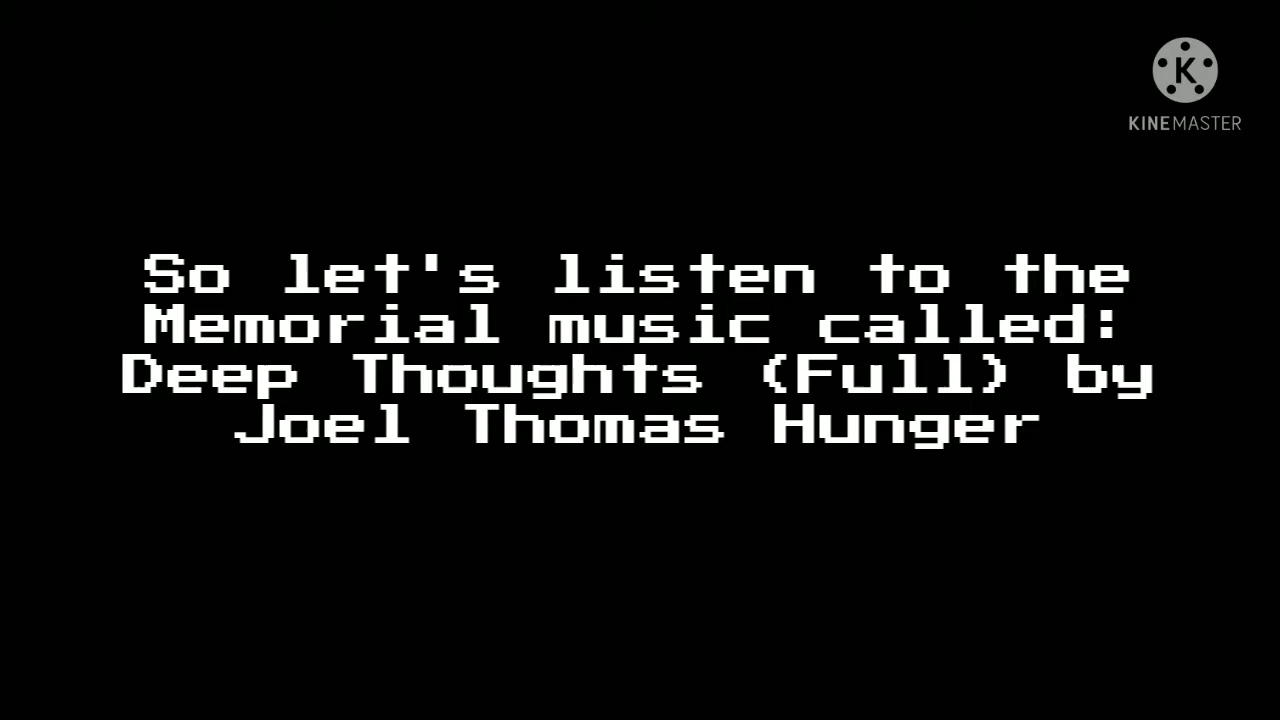 K
KINEMASTER
So let's listen to the
Memorial music called:
Deep Thoughts (Full) by
Joel Thomas Hunger